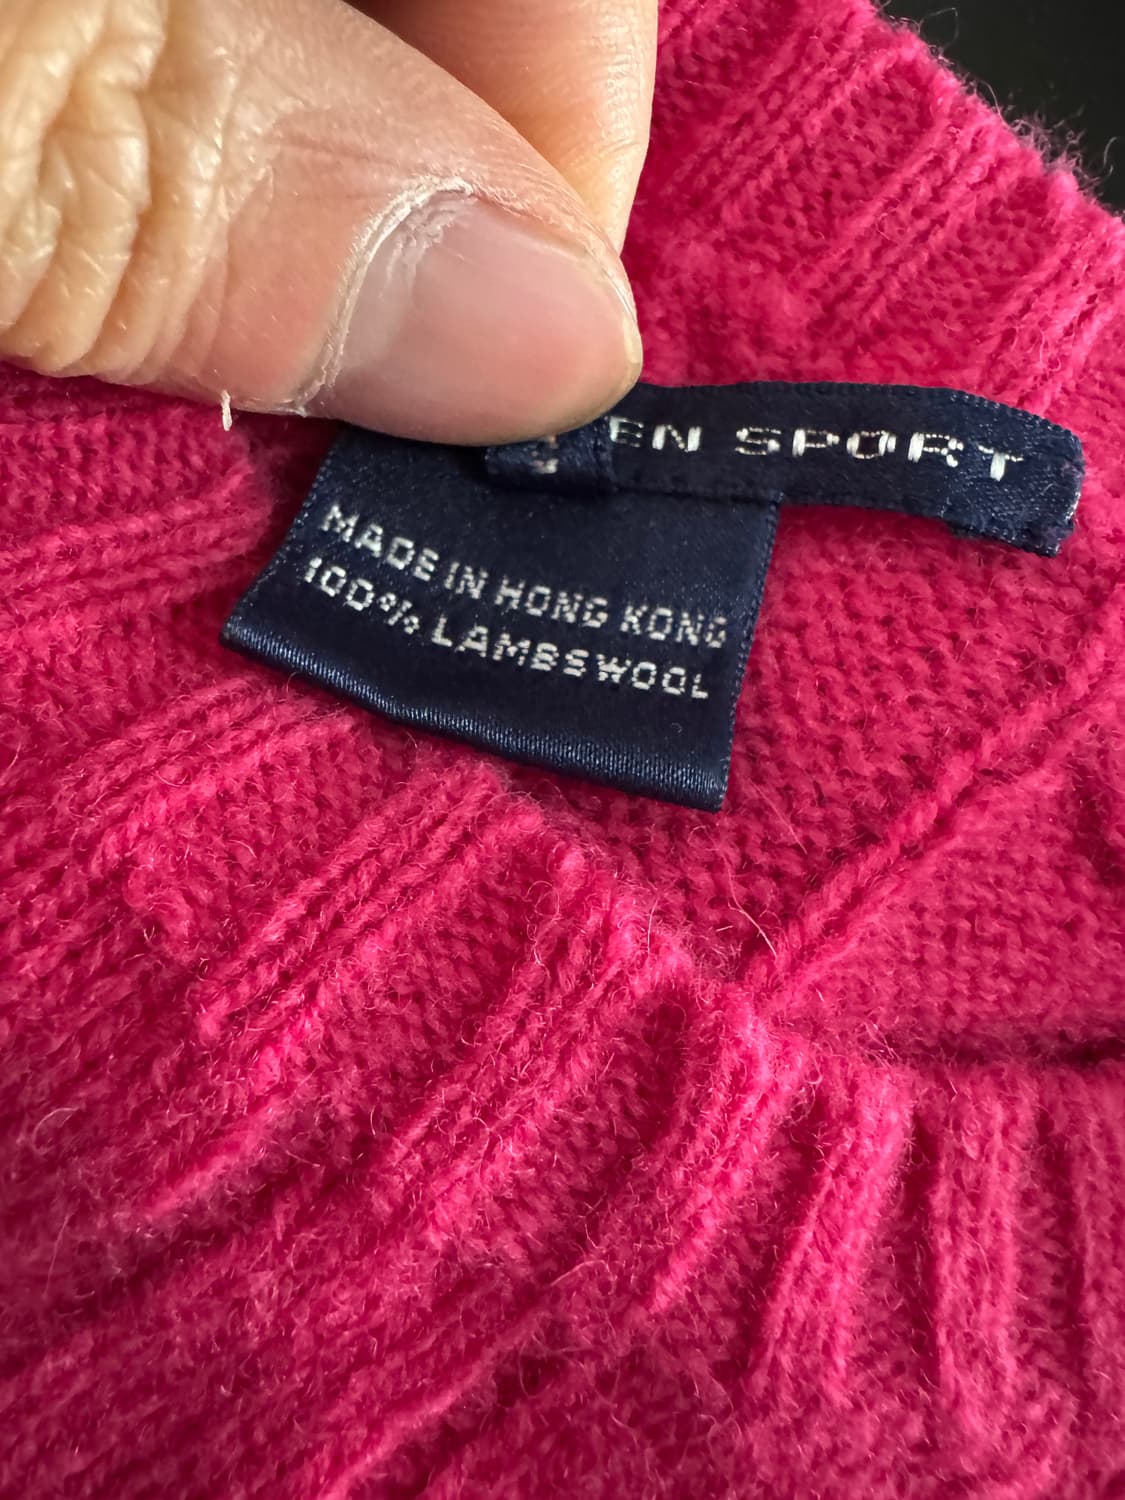 EN SPORT
MADE IN HONG KONG
100% LAMBSWOOL